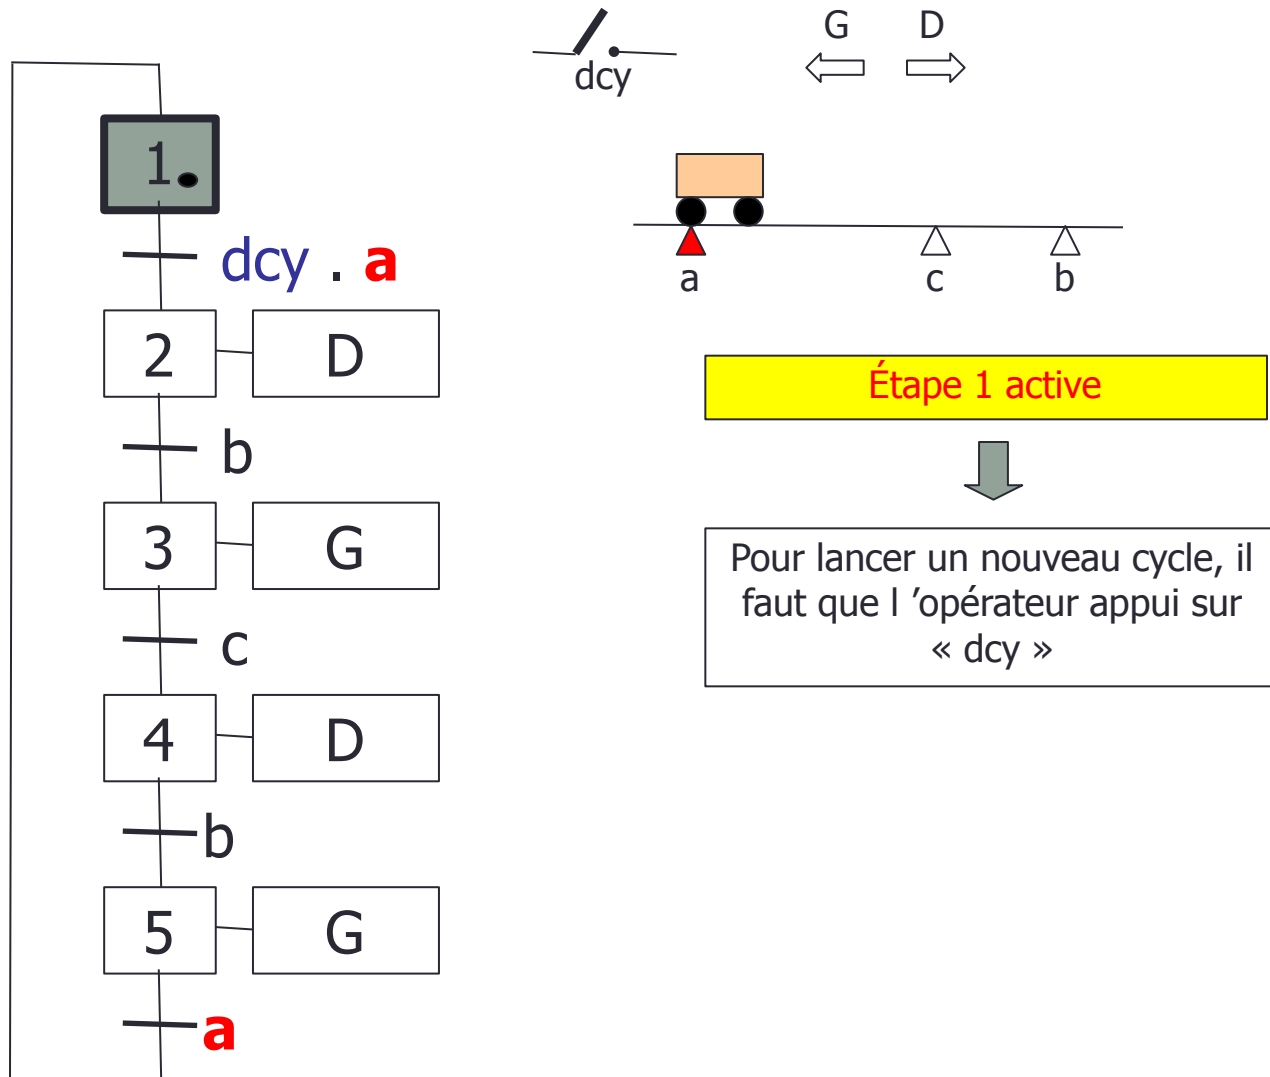 dcy
G D
a c b
1
dcy . a
2 D
b
3 G
c
4 D
b
5 G
a
Étape 1 active
Pour lancer un nouveau cycle, il
faut que l ’opérateur appui sur
« dcy »